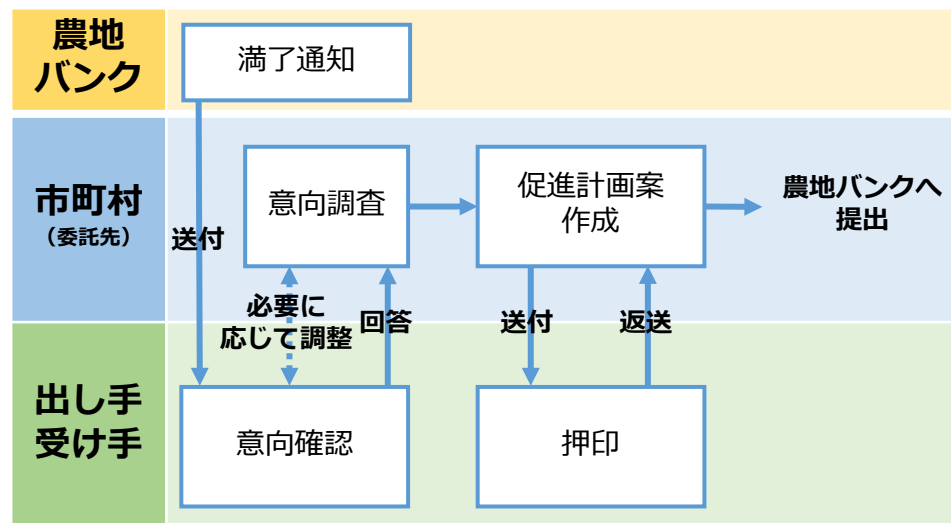 農地
バンク
満了通知
市町村
（委託先）
送付
意向調査
促進計画案
作成
農地バンクへ
提出
必要に
応じて調整
回答
送付
返送
出し手
受け手
意向確認
押印